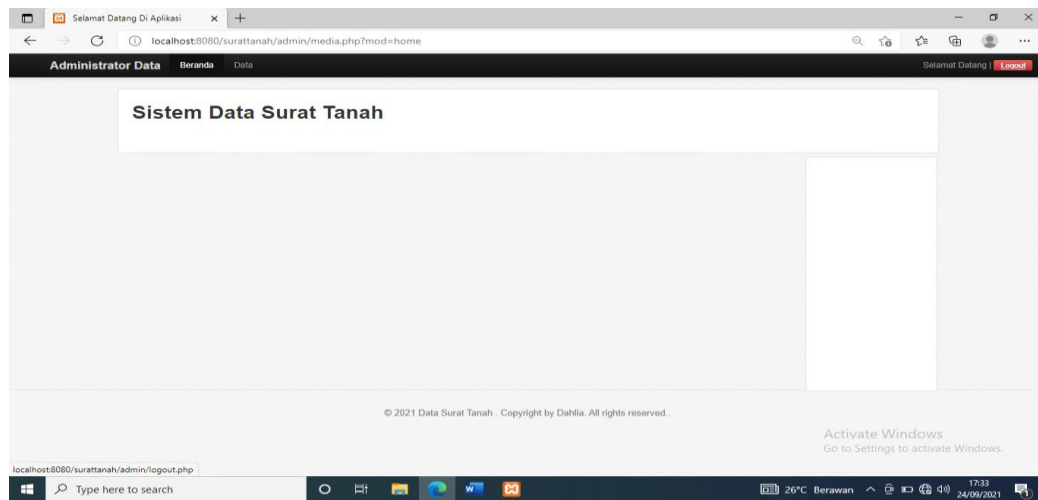 Selamat Datang Di Aplikasi
localhost:8080/surattanah/admin/media.php?mod=home
Administrator Data Beranda Data Selamat Datang | Logout
Sistem Data Surat Tanah
© 2021 Data Surat Tanah . Copyright by Dahlia. All rights reserved..
Activate Windows
Go to Settings to activate Windows.
localhost:8080/surattanah/admin/logout.php
Type here to search
26°C Berawan
17:33
24/09/2021